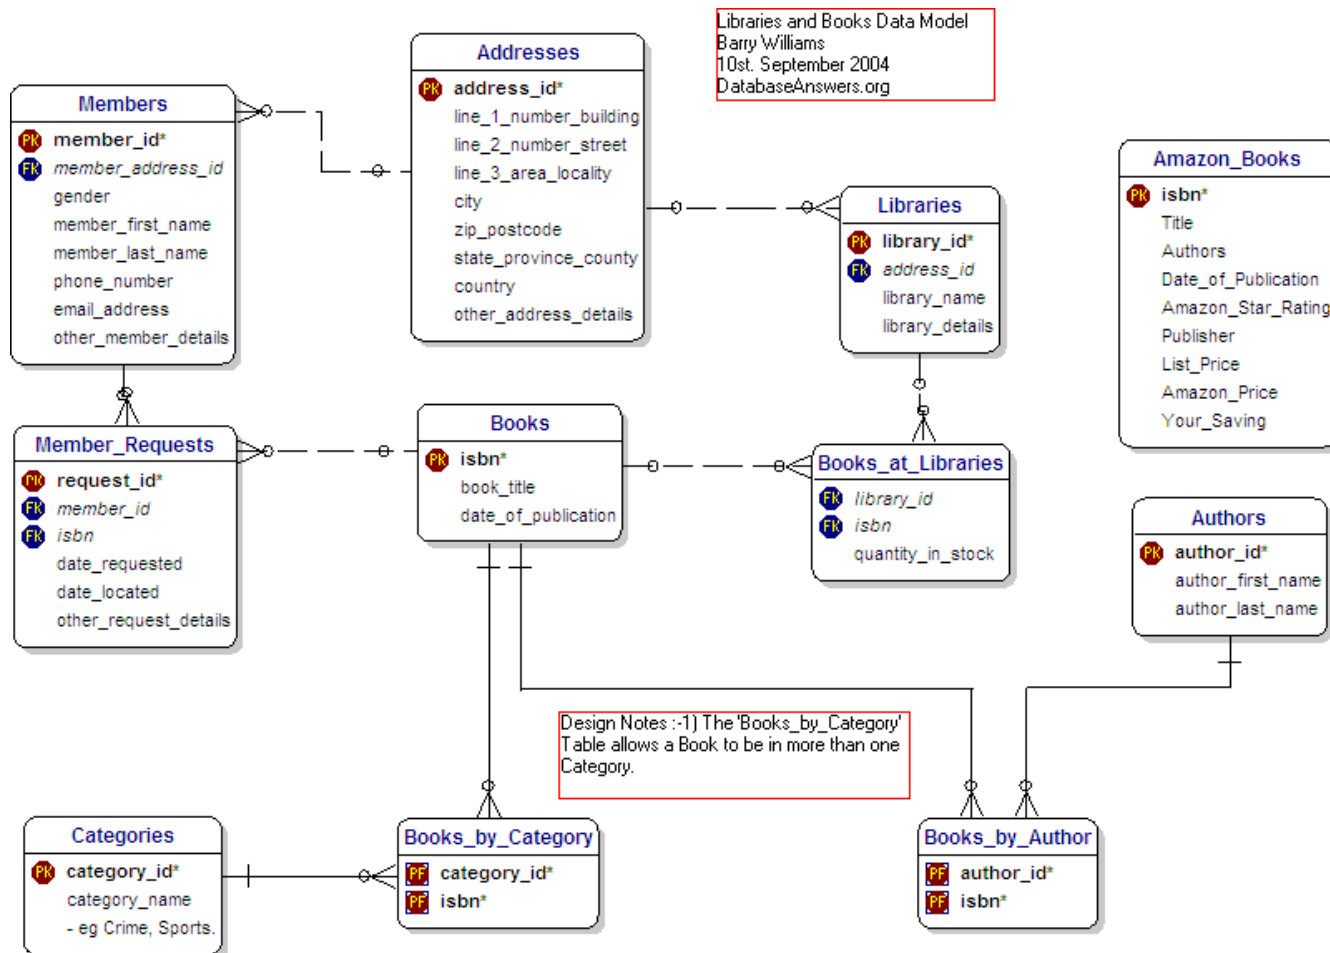 Libraries and Books Data Model
Barry Williams
10st. September 2004
DatabaseAnswers.org
Addresses
PK address_id*
line_1_number_building
line_2_number_street
line_3_area_locality
city
zip_postcode
state_province_county
country
other_address_details
Members
PK member_id*
FK member_address_id
gender
member_first_name
member_last_name
phone_number
email_address
other_member_details
Amazon_Books
PK isbn*
Title
Authors
Date_of_Publication
Amazon_Star_Rating
Publisher
List_Price
Amazon_Price
Your_Saving
Libraries
PK library_id*
FK address_id
library_name
library_details
Member_Requests
PK request_id*
FK member_id
FK isbn
date_requested
date_located
other_request_details
Books
PK isbn*
book_title
date_of_publication
Books_at_Libraries
FK library_id
FK isbn
quantity_in_stock
Authors
PK author_id*
author_first_name
author_last_name
Design Notes :-1) The 'Books_by_Category'
Table allows a Book to be in more than one
Category.
Categories
PK category_id*
category_name
- eg Crime, Sports.
Books_by_Category
PF category_id*
PF isbn*
Books_by_Author
PF author_id*
PF isbn*